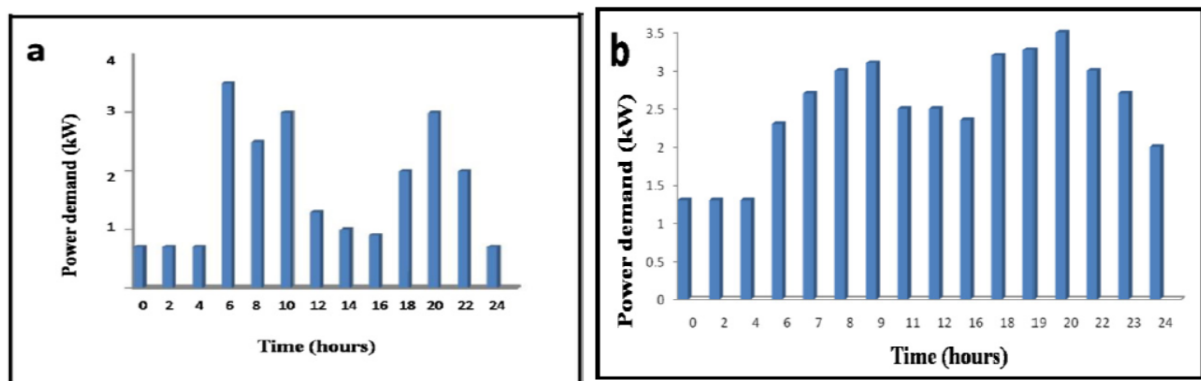 a
Power demand (kW)
4
3
2
1
0 2 4 6 8 10 12 14 16 18 20 22 24
Time (hours)
b
Power demand (kW)
3.5
3
2.5
2
1.5
1
0.5
0
0 2 4 6 7 8 9 11 12 16 18 19 20 22 23 24
Time (hours)